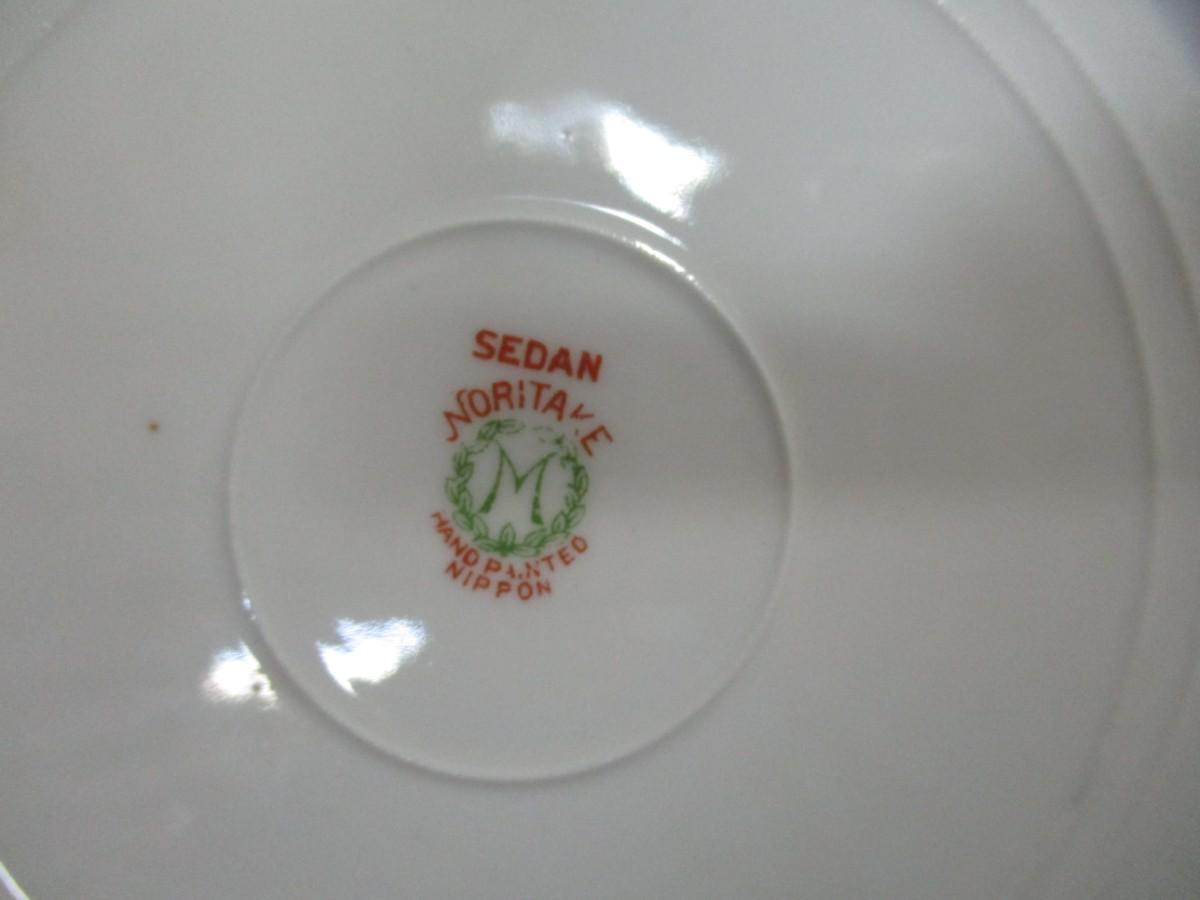 SEDAN
NORITAKE
M
HAND PAINTED
NIPPON